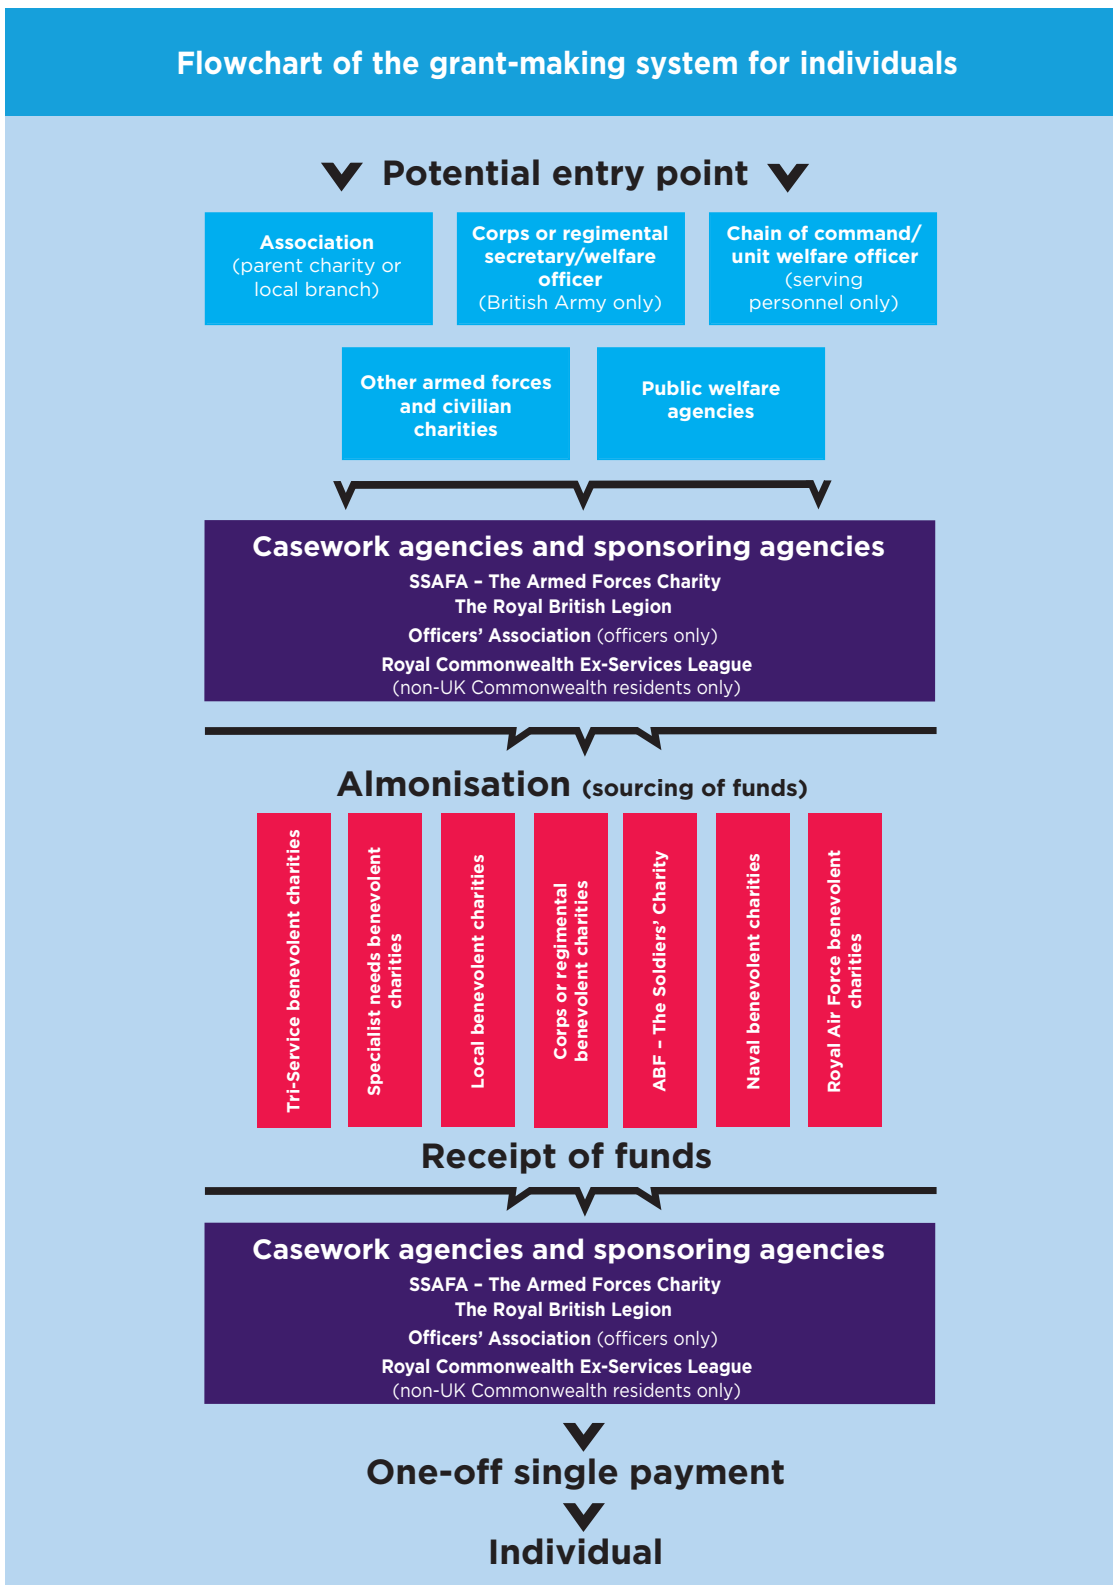 Flowchart of the grant-making system for individuals
Potential entry point
Association
(parent charity or
local branch)
Corps or regimental
secretary/welfare
officer
(British Army only)
Chain of command/
unit welfare officer
(serving
personnel only)
Other armed forces
and civilian
charities
Public welfare
agencies
Casework agencies and sponsoring agencies
SSAFA – The Armed Forces Charity
The Royal British Legion
Officers’ Association (officers only)
Royal Commonwealth Ex-Services League
(non-UK Commonwealth residents only)
Almonisation (sourcing of funds)
Tri-Service benevolent charities
Specialist needs benevolent
charities
Local benevolent charities
Corps or regimental
benevolent charities
ABF – The Soldiers’ Charity
Naval benevolent charities
Royal Air Force benevolent
charities
Receipt of funds
Casework agencies and sponsoring agencies
SSAFA – The Armed Forces Charity
The Royal British Legion
Officers’ Association (officers only)
Royal Commonwealth Ex-Services League
(non-UK Commonwealth residents only)
One-off single payment
Individual